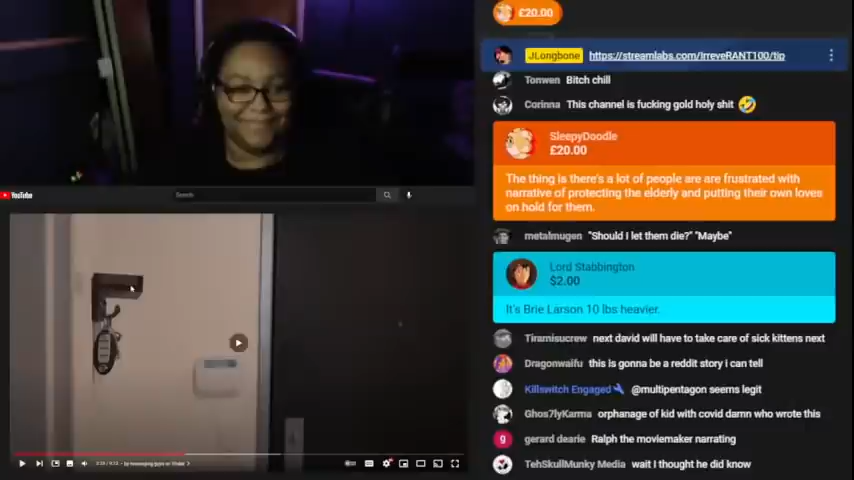 £20.00
JLongbone https://streamlabs.com/IrreveRANT100/tip
Tonwen Bitch chill
Corinna This channel is fucking gold holy shit 🤣
SleepyDoodle
£20.00
The thing is there's a lot of people are are frustrated with
narrative of protecting the elderly and putting their own loves
on hold for them.
metalmugen "Should I let them die?" "Maybe"
Lord Stabbington
$2.00
It's Brie Larson 10 lbs heavier.
Tiramisucrew next david will have to take care of sick kittens next
Dragonwaifu this is gonna be a reddit story i can tell
Killswitch Engaged @multipentagon seems legit
Ghos7lyKarma orphanage of kid with covid damn who wrote this
g gerard dearie Ralph the moviemaker narrating
TehSkullMunky Media wait I thought he did know
YouTube
Search